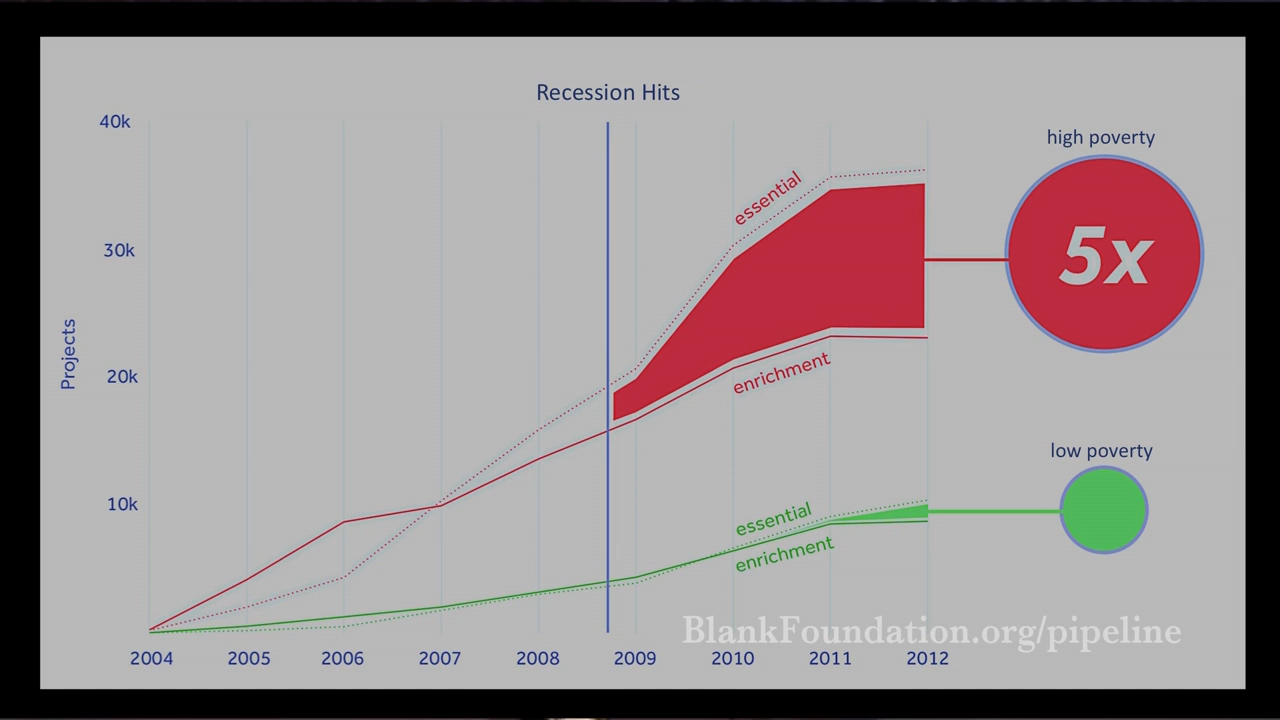 Recession Hits
40k
high poverty
essential
5x
30k
Projects
20k
enrichment
low poverty
10k
essential
enrichment
BlankFoundation.org/pipeline
2004 2005 2006 2007 2008 2009 2010 2011 2012